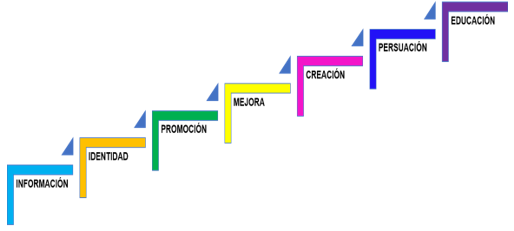 INFORMACIÓN
IDENTIDAD
PROMOCIÓN
MEJORA
CREACIÓN
PERSUACIÓN
EDUCACIÓN